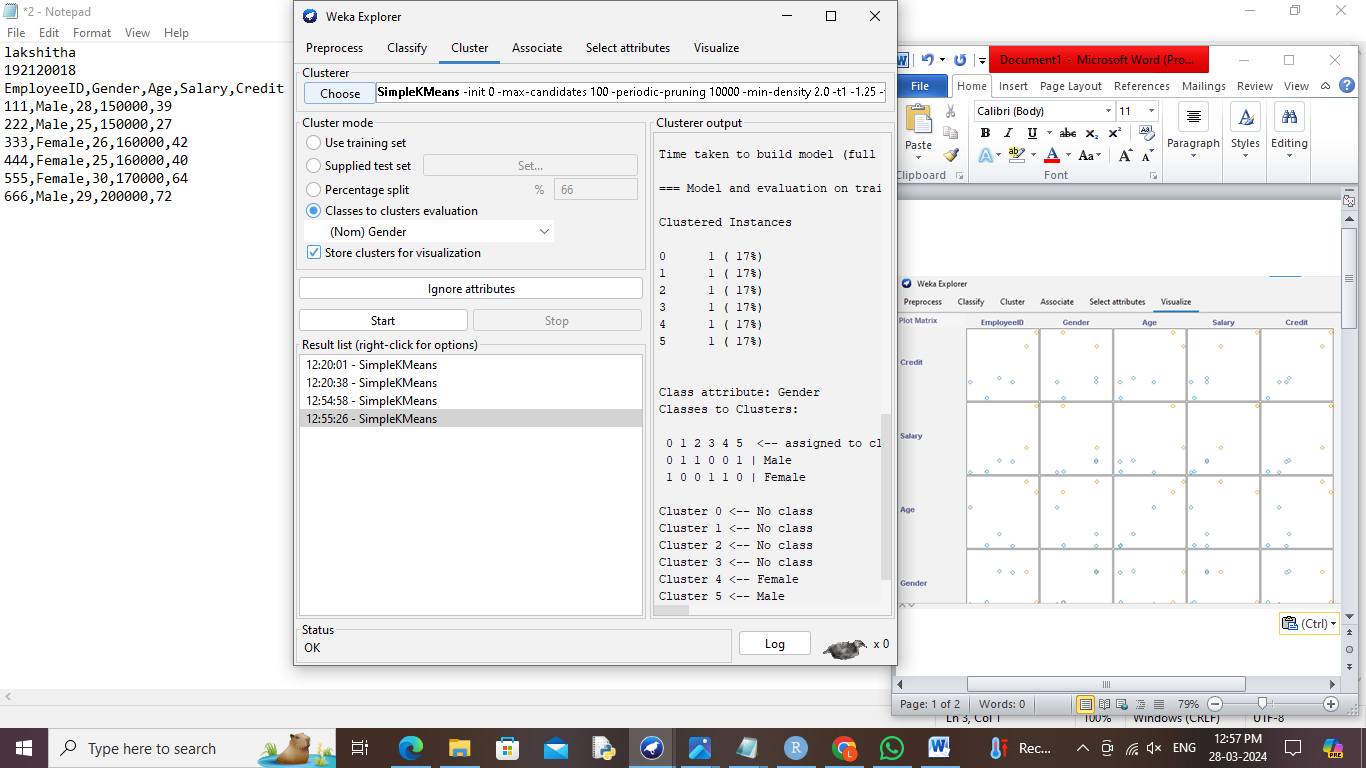 *2 - Notepad
File Edit Format View Help
lakshitha
192120018
EmployeeID,Gender,Age,Salary,Credit
111,Male,28,150000,39
222,Male,25,150000,27
333,Female,26,160000,42
444,Female,25,160000,40
555,Female,30,170000,64
666,Male,29,200000,72
Weka Explorer
Preprocess Classify Cluster Associate Select attributes Visualize
Clusterer
Choose SimpleKMeans -init 0 -max-candidates 100 -periodic-pruning 10000 -min-density 2.0 -t1 -1.25
Cluster mode
Use training set
Supplied test set Set...
Percentage split % 66
Classes to clusters evaluation
(Nom) Gender
Store clusters for visualization
Ignore attributes
Start Stop
Result list (right-click for options)
12:20:01 - SimpleKMeans
12:20:38 - SimpleKMeans
12:54:58 - SimpleKMeans
12:55:26 - SimpleKMeans
Clusterer output
Time taken to build model (full
=== Model and evaluation on trai
Clustered Instances
0 1 ( 17%)
1 1 ( 17%)
2 1 ( 17%)
3 1 ( 17%)
4 1 ( 17%)
5 1 ( 17%)
Class attribute: Gender
Classes to Clusters:
0 1 2 3 4 5 <-- assigned to cl
0 1 1 0 0 1 | Male
1 0 0 1 1 0 | Female
Cluster 0 <-- No class
Cluster 1 <-- No class
Cluster 2 <-- No class
Cluster 3 <-- No class
Cluster 4 <-- Female
Cluster 5 <-- Male
Status
OK
Log x 0
Document1 - Microsoft Word (Pro...
File Home Insert Page Layout References Mailings Review View
Calibri (Body) 11
Paste
B I U abc x₂ x²
A ab A Aa A A
Paragraph Styles Editing
Clipboard Font
Weka Explorer
Preprocess Classify Cluster Associate Select attributes Visualize
Plot Matrix EmployeeID Gender Age Salary Credit
Credit
Salary
Age
Gender
(Ctrl)
Page: 1 of 2 Words: 0 79%
Ln 3, Col 1 100% Windows (CRLF) UTF-8
Type here to search
Rec... ENG 12:57 PM
28-03-2024